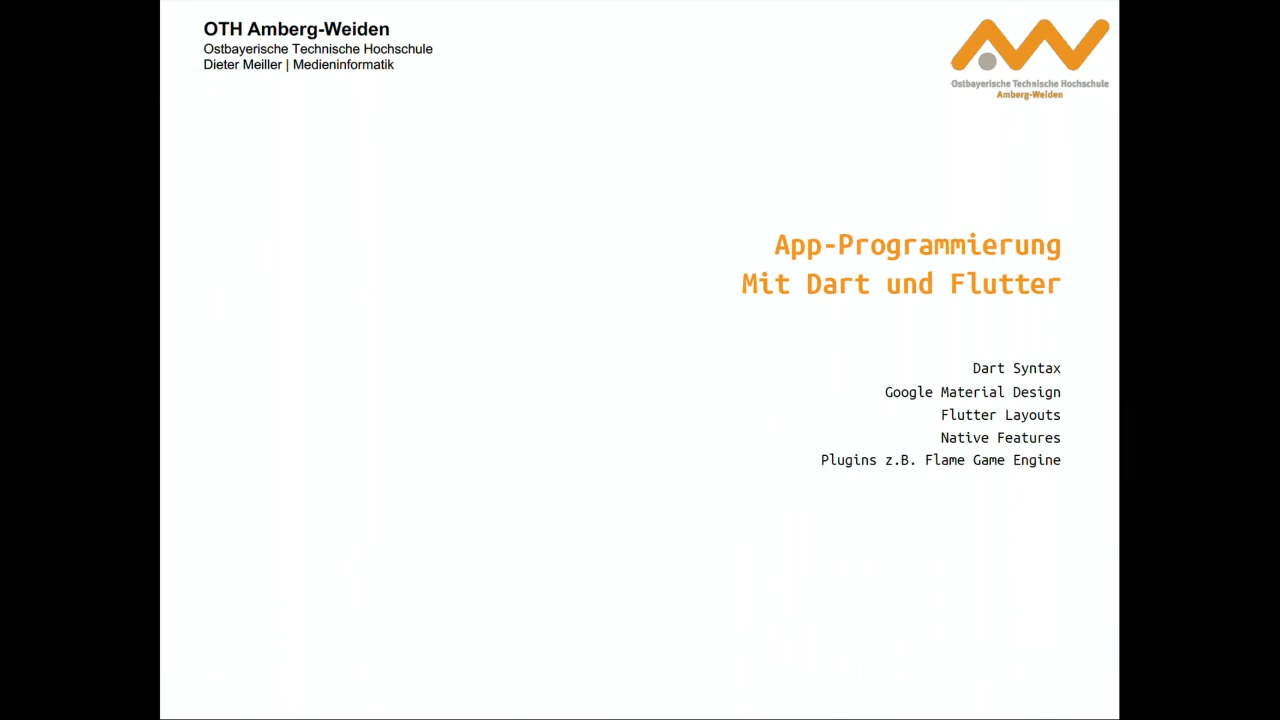 OTH Amberg-Weiden
Ostbayerische Technische Hochschule
Dieter Meiller | Medieninformatik
Ostbayerische Technische Hochschule
Amberg-Weiden
App-Programmierung
Mit Dart und Flutter
Dart Syntax
Google Material Design
Flutter Layouts
Native Features
Plugins z.B. Flame Game Engine